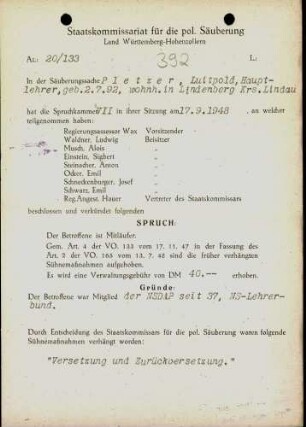 Staatskommissariat für die pol. Säuberung
Land Württemberg-Hohenzollern
Az.: 20/133 392 L:
In der Säuberungssache Pietzer, Luitpold, Haupt-
lehrer, geb. 2.7.92, wohnh. in Lindenberg Krs. Lindau
hat die Spruchkammer VII in ihrer Sitzung am 17.9.1948, an welcher
teilgenommen haben:
Regierungsassessor Wax Vorsitzender
Waldner, Ludwig Beisitzer
Musch, Alois "
Einstein, Sigbert "
Steinacher, Anton "
Oxker, Emil "
Schneckenburger, Josef "
Schwarz, Emil "
Reg.Angest. Hauer Vertreter des Staatskommissars
beschlossen und verkündet folgenden
SPRUCH:
Der Betroffene ist Mitläufer.
Gem. Art. 4 der VO. 133 vom 17. 11. 47 in der Fassung des
Art. 2 der VO. 165 vom 13. 7. 48 sind die früher verhängten
Sühnemaßnahmen aufgehoben.
Es wird eine Verwaltungsgebühr von DM 40.-- erhoben.
Gründe:
Der Betroffene war Mitglied der NSDAP seit 37, NS-Lehrer-
bund.
Durch Entscheidung des Staatskommissars für die pol. Säuberung waren folgende
Sühnemaßnahmen verhängt worden:
"Versetzung und Zurückversetzung."